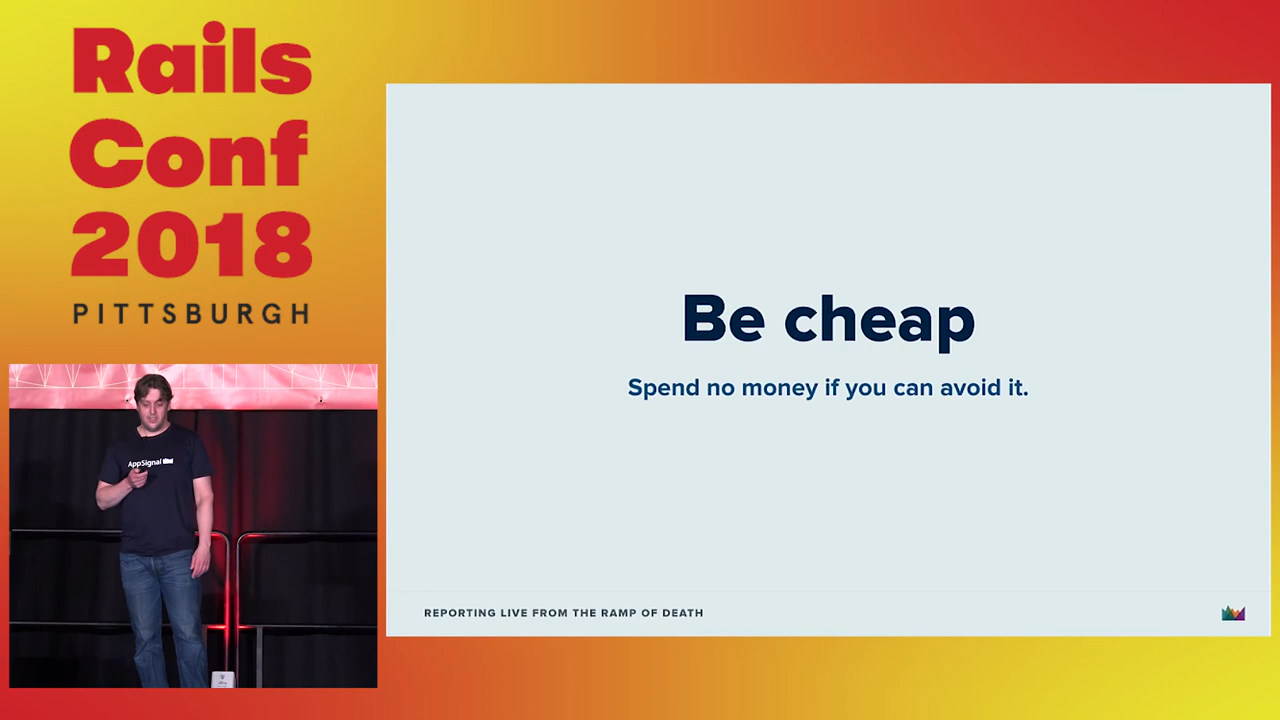 Rails
Conf
2018
PITTSBURGH
Be cheap
Spend no money if you can avoid it.
AppSignal
REPORTING LIVE FROM THE RAMP OF DEATH